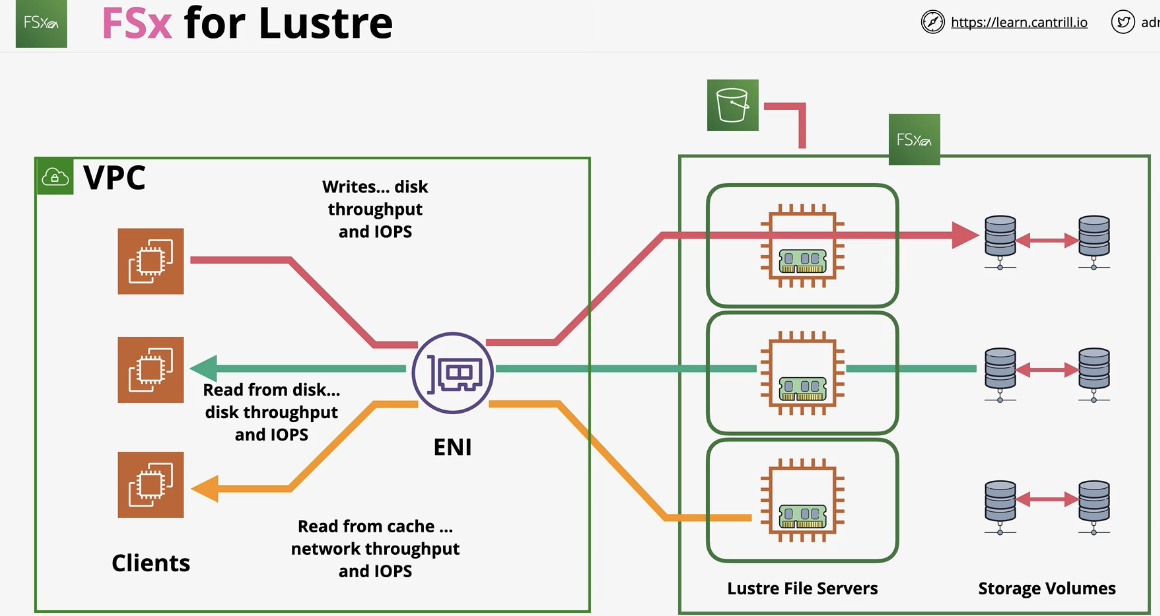 FSx
FSx for Lustre
https://learn.cantrill.io
adr
FSx
VPC
Writes... disk
throughput
and IOPS
Read from disk...
disk throughput
and IOPS
ENI
Read from cache ...
network throughput
and IOPS
Clients
Lustre File Servers
Storage Volumes